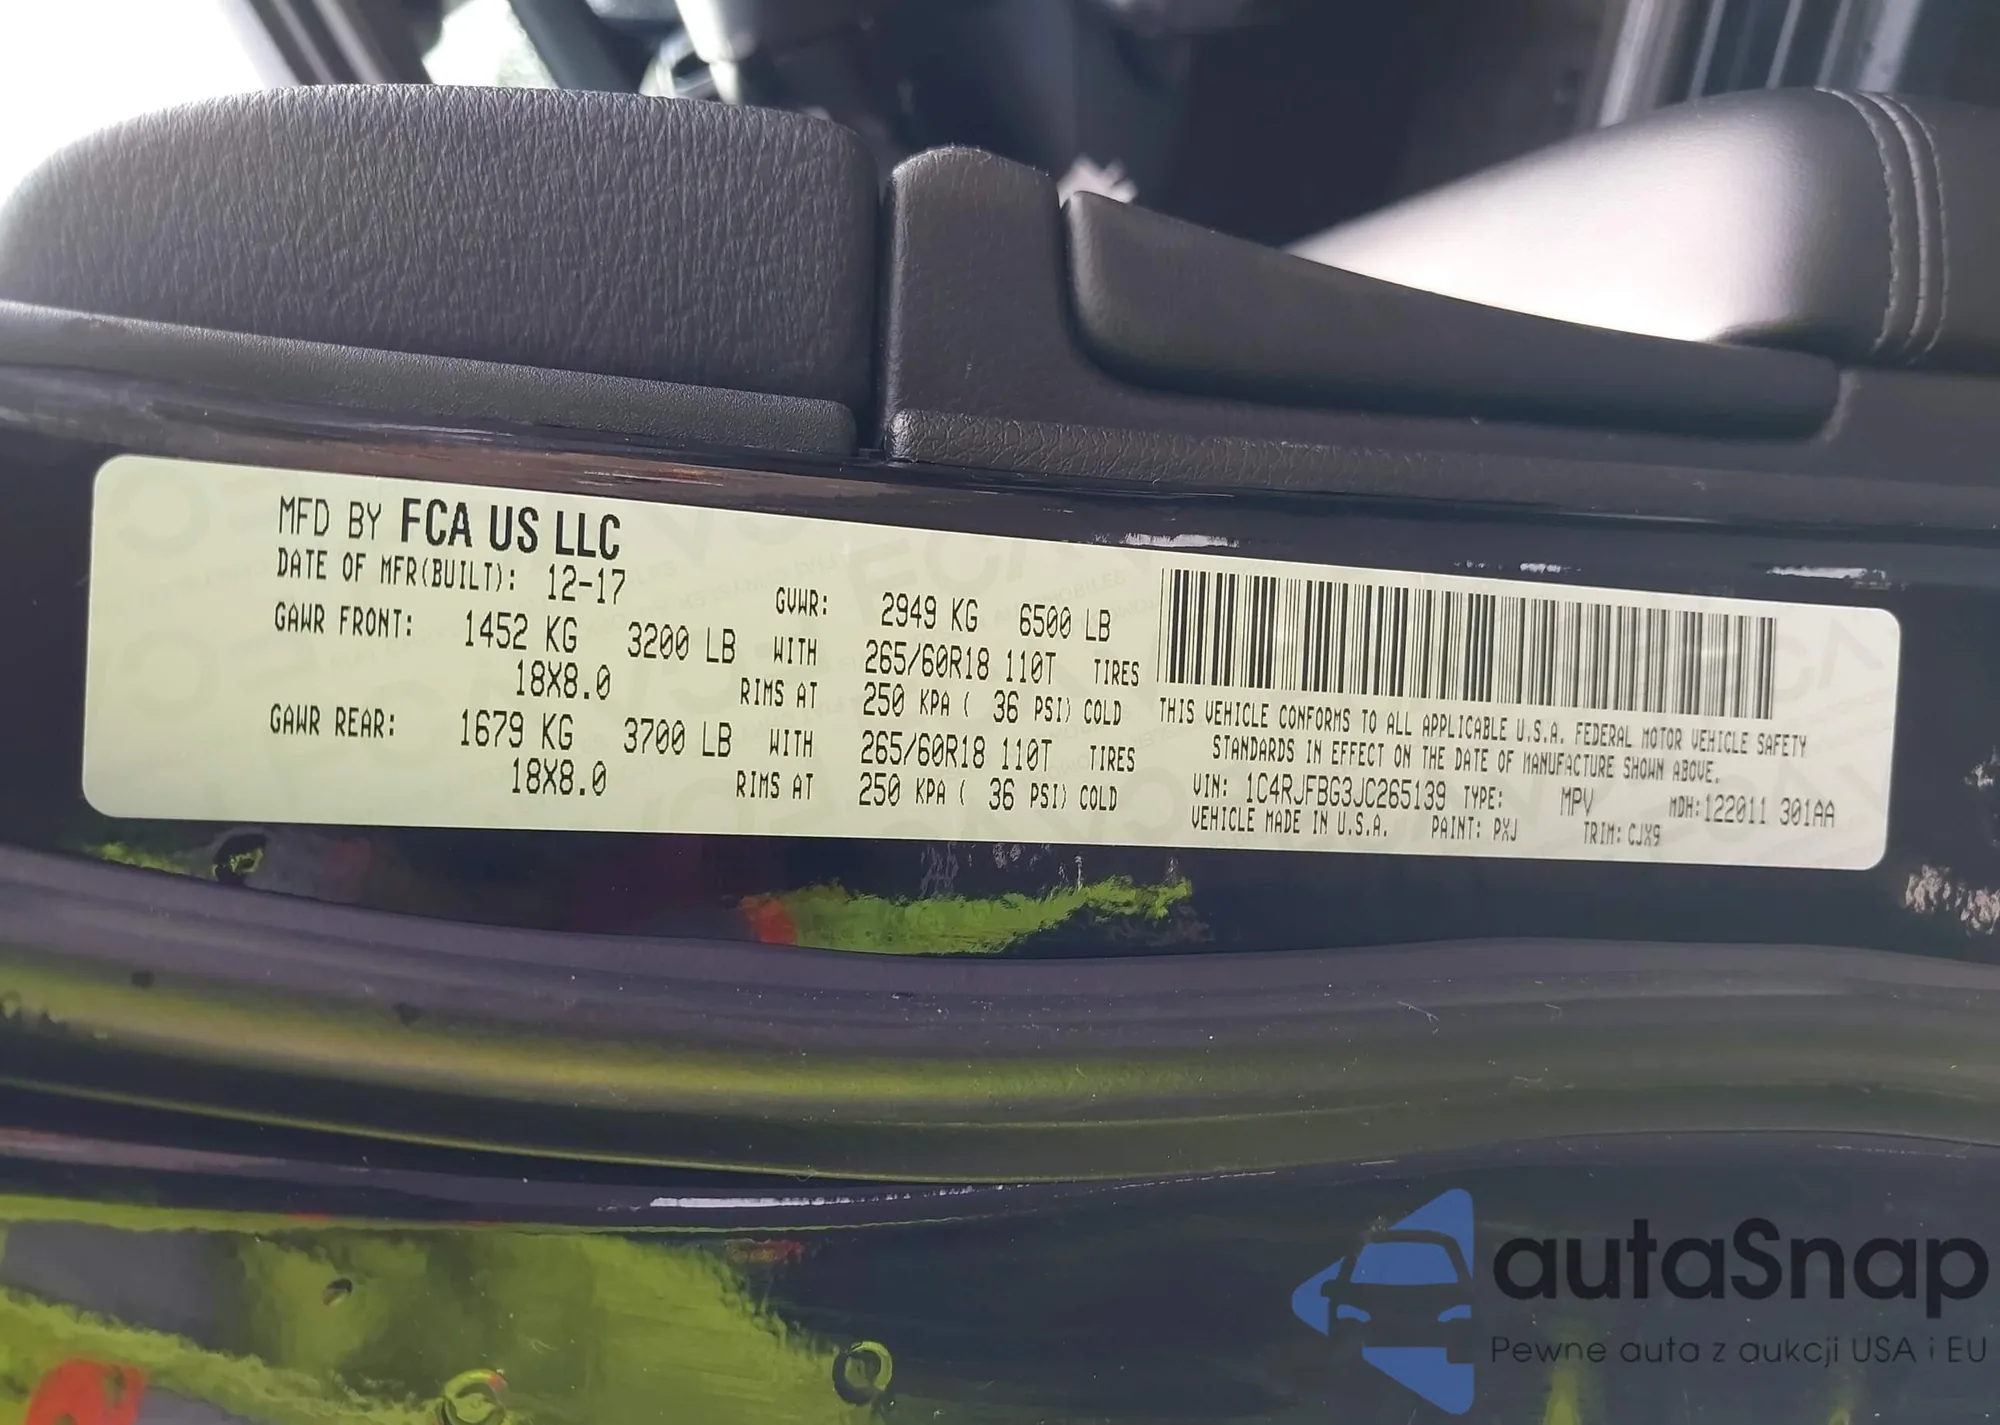 MFD BY FCA US LLC
DATE OF MFR(BUILT): 12-17
GVWR: 2949 KG 6500 LB
GAWR FRONT: 1452 KG 3200 LB WITH 265/60R18 110T TIRES
18X8.0 RIMS AT 250 KPA ( 36 PSI) COLD
GAWR REAR: 1679 KG 3700 LB WITH 265/60R18 110T TIRES
18X8.0 RIMS AT 250 KPA ( 36 PSI) COLD
THIS VEHICLE CONFORMS TO ALL APPLICABLE U.S.A. FEDERAL MOTOR VEHICLE SAFETY
STANDARDS IN EFFECT ON THE DATE OF MANUFACTURE SHOWN ABOVE.
VIN: 1C4RJFBG3JC265139 TYPE: MPV MDH:122011 301AA
VEHICLE MADE IN U.S.A. PAINT: PXJ TRIM: CJX9
autaSnap
Pewne auta z aukcji USA i EU